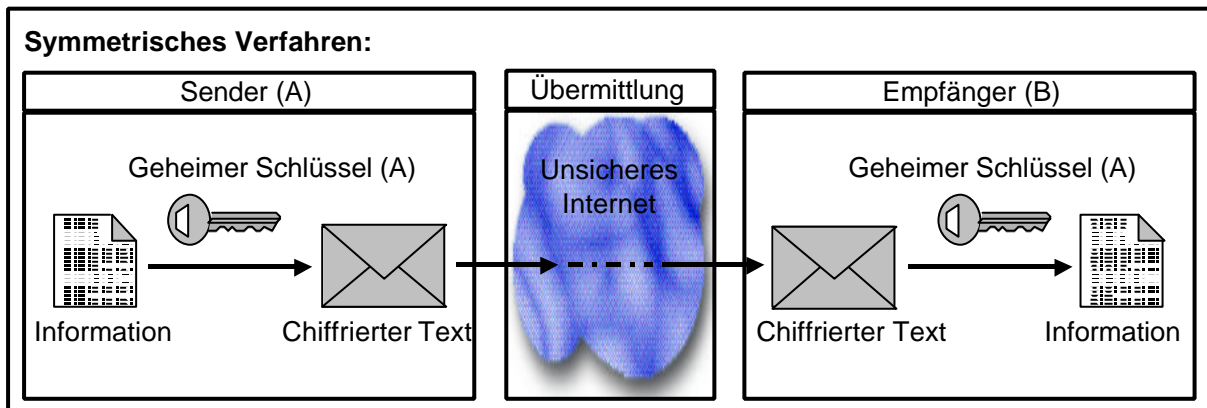 Symmetrisches Verfahren:
Sender (A)
Geheimer Schlüssel (A)
Information
Chiffrierter Text
Übermittlung
Unsicheres
Internet
Empfänger (B)
Geheimer Schlüssel (A)
Chiffrierter Text
Information